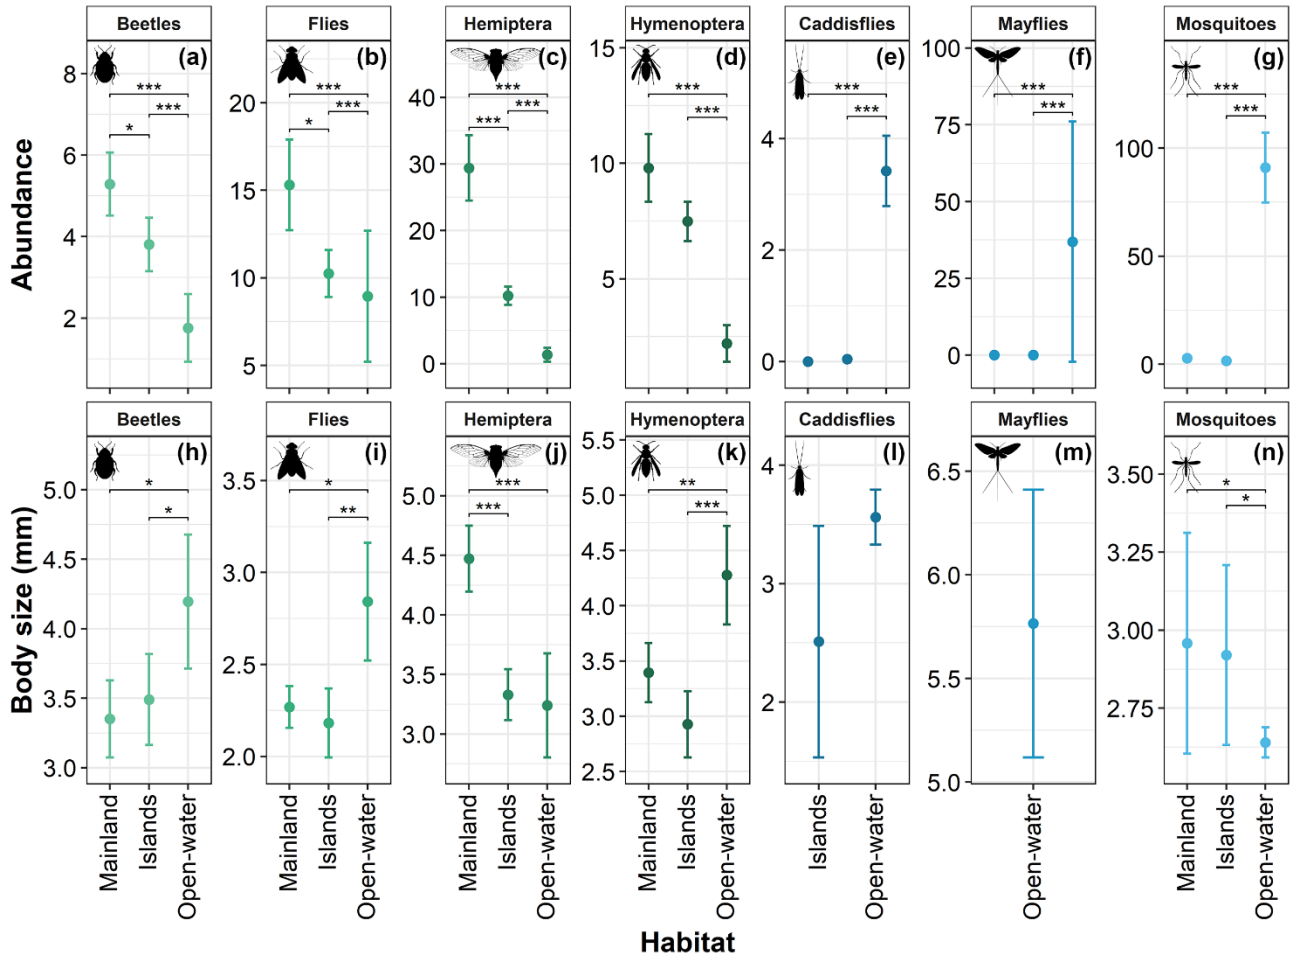 Beetles
Flies
Hemiptera
Hymenoptera
Caddisflies
Mayflies
Mosquitoes
Abundance
(a)
8
6
4
2
***
***
*
(b)
20
15
10
5
***
***
*
(c)
40
30
20
10
0
***
***
***
(d)
15
10
5
***
***
(e)
4
2
0
***
***
(f)
100
75
50
25
0
***
***
(g)
100
50
0
***
***
Beetles
Flies
Hemiptera
Hymenoptera
Caddisflies
Mayflies
Mosquitoes
Body size (mm)
(h)
5.0
4.5
4.0
3.5
3.0
*
*
(i)
3.5
3.0
2.5
2.0
*
**
(j)
5.0
4.5
4.0
3.5
3.0
***
***
(k)
5.5
5.0
4.5
4.0
3.5
3.0
2.5
**
***
(l)
4
3
2
(m)
6.5
6.0
5.5
5.0
(n)
3.50
3.25
3.00
2.75
*
*
Mainland
Islands
Open-water
Mainland
Islands
Open-water
Mainland
Islands
Open-water
Mainland
Islands
Open-water
Islands
Open-water
Open-water
Mainland
Islands
Open-water
Habitat